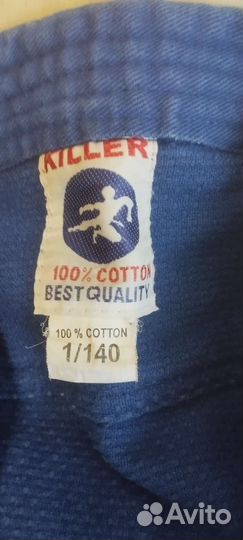 KILLER
100% COTTON
BEST QUALITY
100 % COTTON
1/140
Avito